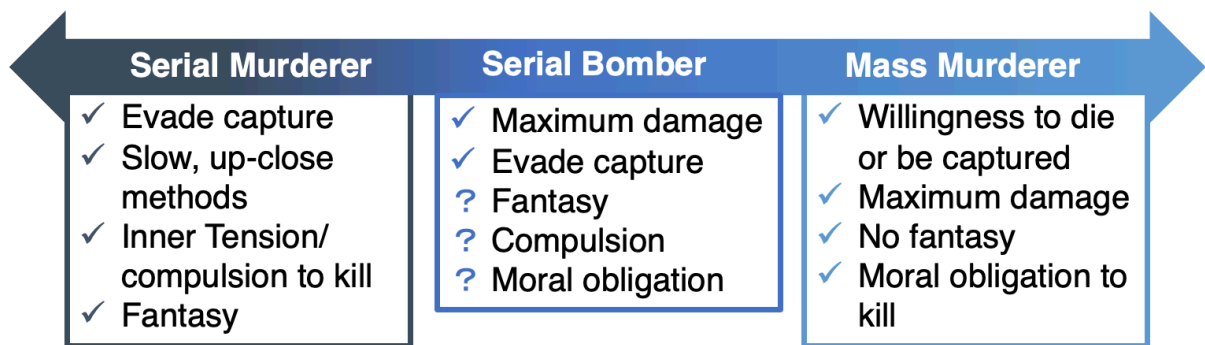 Serial Murderer
✓ Evade capture
✓ Slow, up-close
methods
✓ Inner Tension/
compulsion to kill
✓ Fantasy
Serial Bomber
✓ Maximum damage
✓ Evade capture
? Fantasy
? Compulsion
? Moral obligation
Mass Murderer
✓ Willingness to die
or be captured
✓ Maximum damage
✓ No fantasy
✓ Moral obligation to
kill